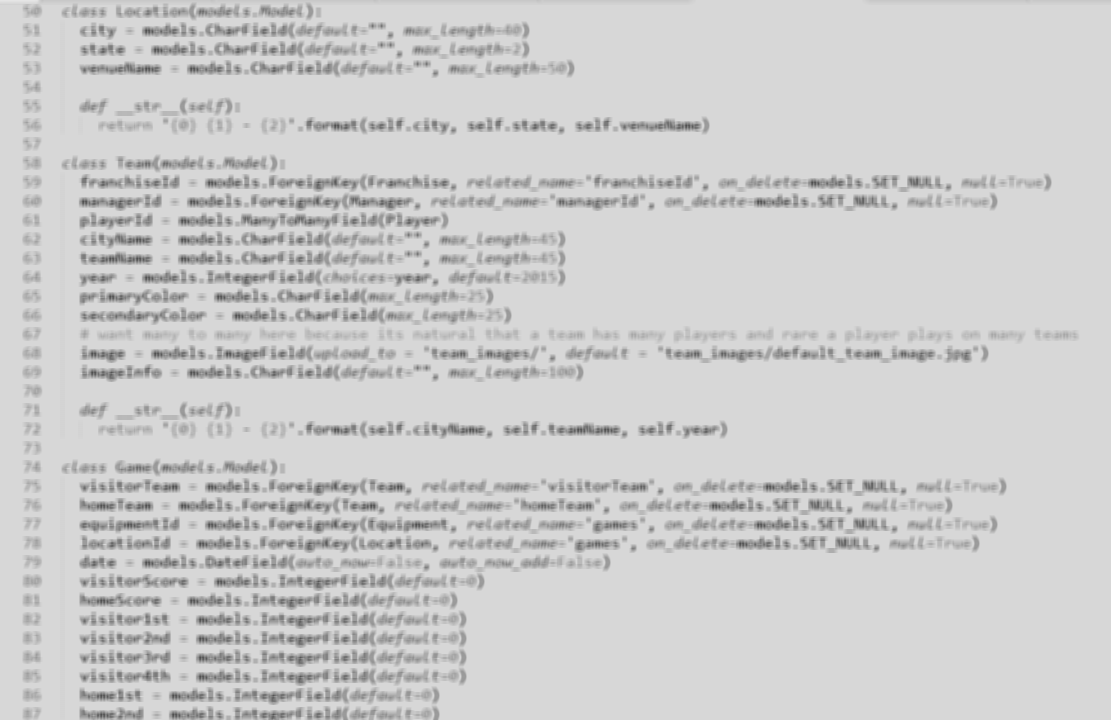 50 class Location(models.Model):
51 city = models.CharField(default="", max_length=40)
52 state = models.CharField(default="", max_length=2)
53 venueName = models.CharField(default="", max_length=50)
54
55 def __str__(self):
56 return "{0} {1} - {2}".format(self.city, self.state, self.venueName)
57
58 class Team(models.Model):
59 franchiseId = models.ForeignKey(Franchise, related_name='franchiseId', on_delete=models.SET_NULL, null=True)
60 managerId = models.ForeignKey(Manager, related_name='managerId', on_delete=models.SET_NULL, null=True)
61 playerId = models.ManyToManyField(Player)
62 cityName = models.CharField(default="", max_length=45)
63 teamName = models.CharField(default="", max_length=45)
64 year = models.IntegerField(choices=year, default=2015)
65 primaryColor = models.CharField(max_length=25)
66 secondaryColor = models.CharField(max_length=25)
67 # want many to many here because its natural that a team has many players and rare a player plays on many teams
68 image = models.ImageField(upload_to = 'team_images/', default = 'team_images/default_team_image.jpg')
69 imageInfo = models.CharField(default="", max_length=100)
70
71 def __str__(self):
72 return "{0} {1} - {2}".format(self.cityName, self.teamName, self.year)
73
74 class Game(models.Model):
75 visitorTeam = models.ForeignKey(Team, related_name='visitorTeam', on_delete=models.SET_NULL, null=True)
76 homeTeam = models.ForeignKey(Team, related_name='homeTeam', on_delete=models.SET_NULL, null=True)
77 equipmentId = models.ForeignKey(Equipment, related_name='games', on_delete=models.SET_NULL, null=True)
78 locationId = models.ForeignKey(Location, related_name='games', on_delete=models.SET_NULL, null=True)
79 date = models.DateField(auto_now=False, auto_now_add=False)
80 visitorScore = models.IntegerField(default=0)
81 homeScore = models.IntegerField(default=0)
82 visitor1st = models.IntegerField(default=0)
83 visitor2nd = models.IntegerField(default=0)
84 visitor3rd = models.IntegerField(default=0)
85 visitor4th = models.IntegerField(default=0)
86 home1st = models.IntegerField(default=0)
87 home2nd = models.IntegerField(default=0)